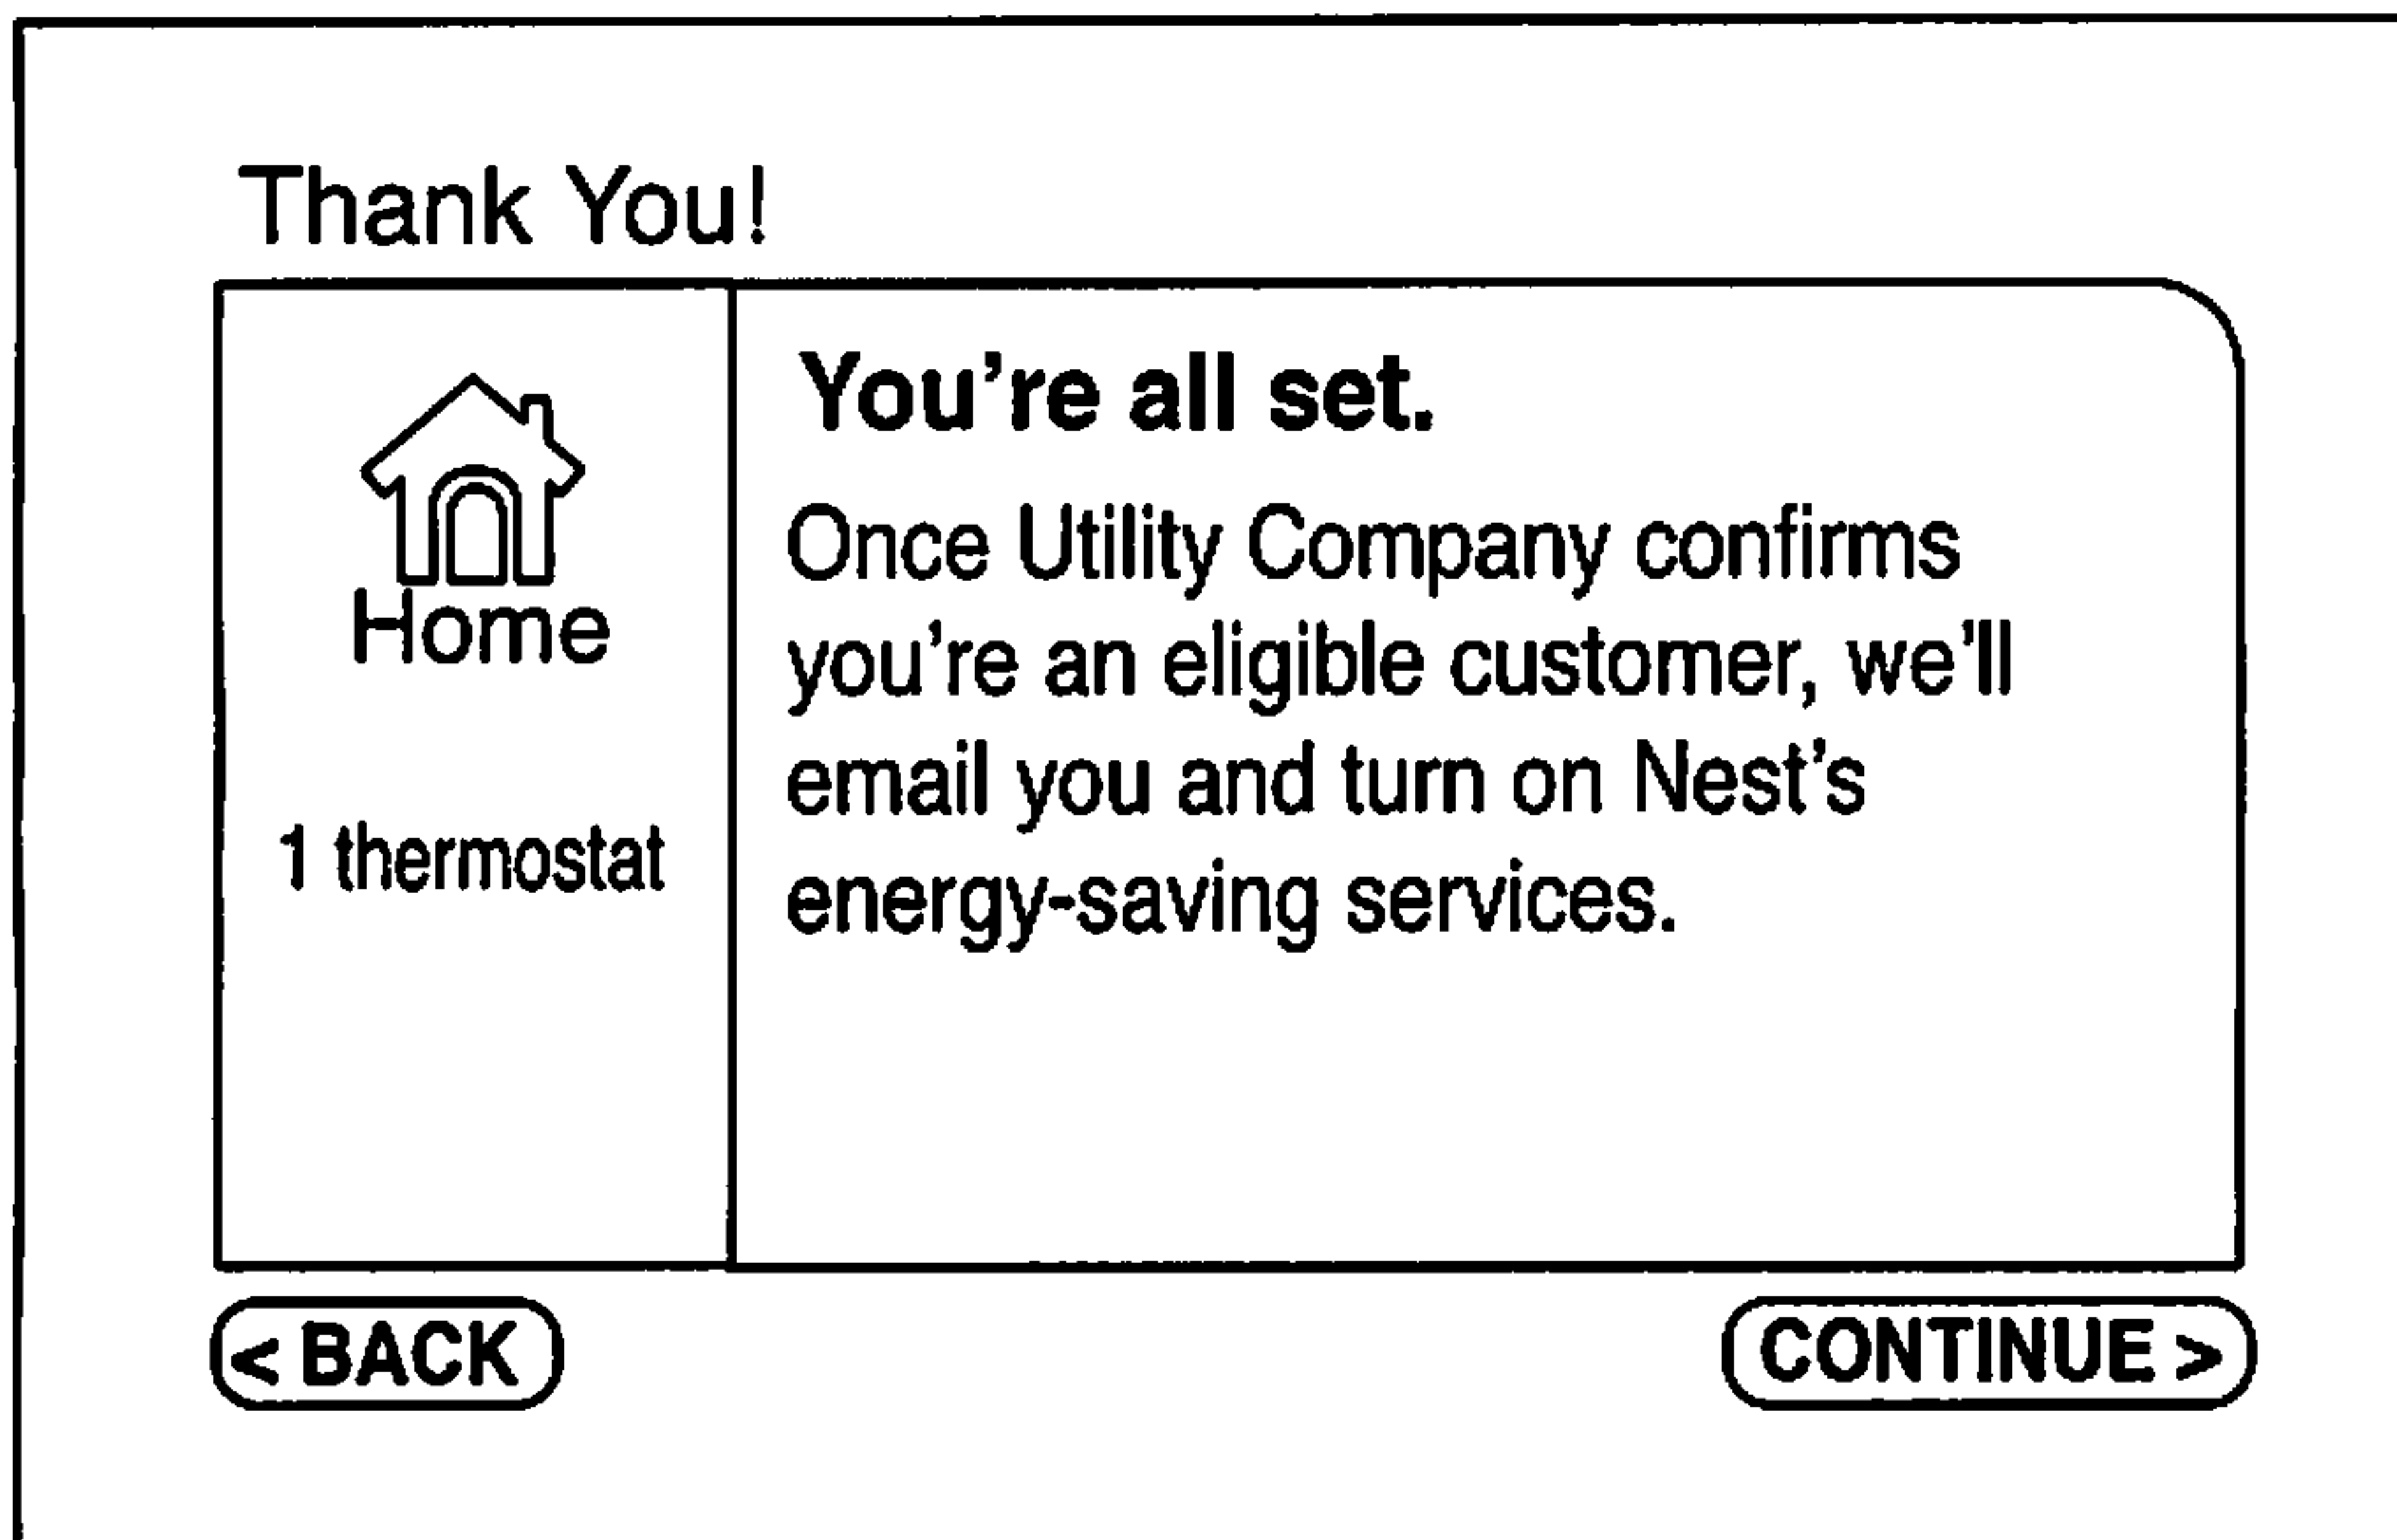 Thank You!
Home
1 thermostat
You're all set.
Once Utility Company confirms
you're an eligible customer, we'll
email you and turn on Nest's
energy-saving services.
< BACK
CONTINUE >